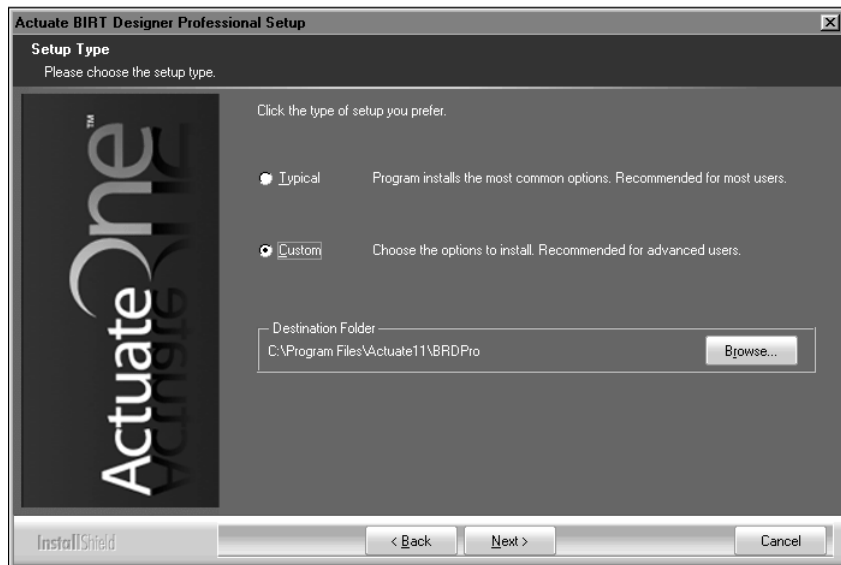 Actuate BIRT Designer Professional Setup
Setup Type
Please choose the setup type.
ActuateOne™
Click the type of setup you prefer.
Typical Program installs the most common options. Recommended for most users.
Custom Choose the options to install. Recommended for advanced users.
Destination Folder
C:\Program Files\Actuate11\BRDPro
Browse...
InstallShield
< Back Next > Cancel